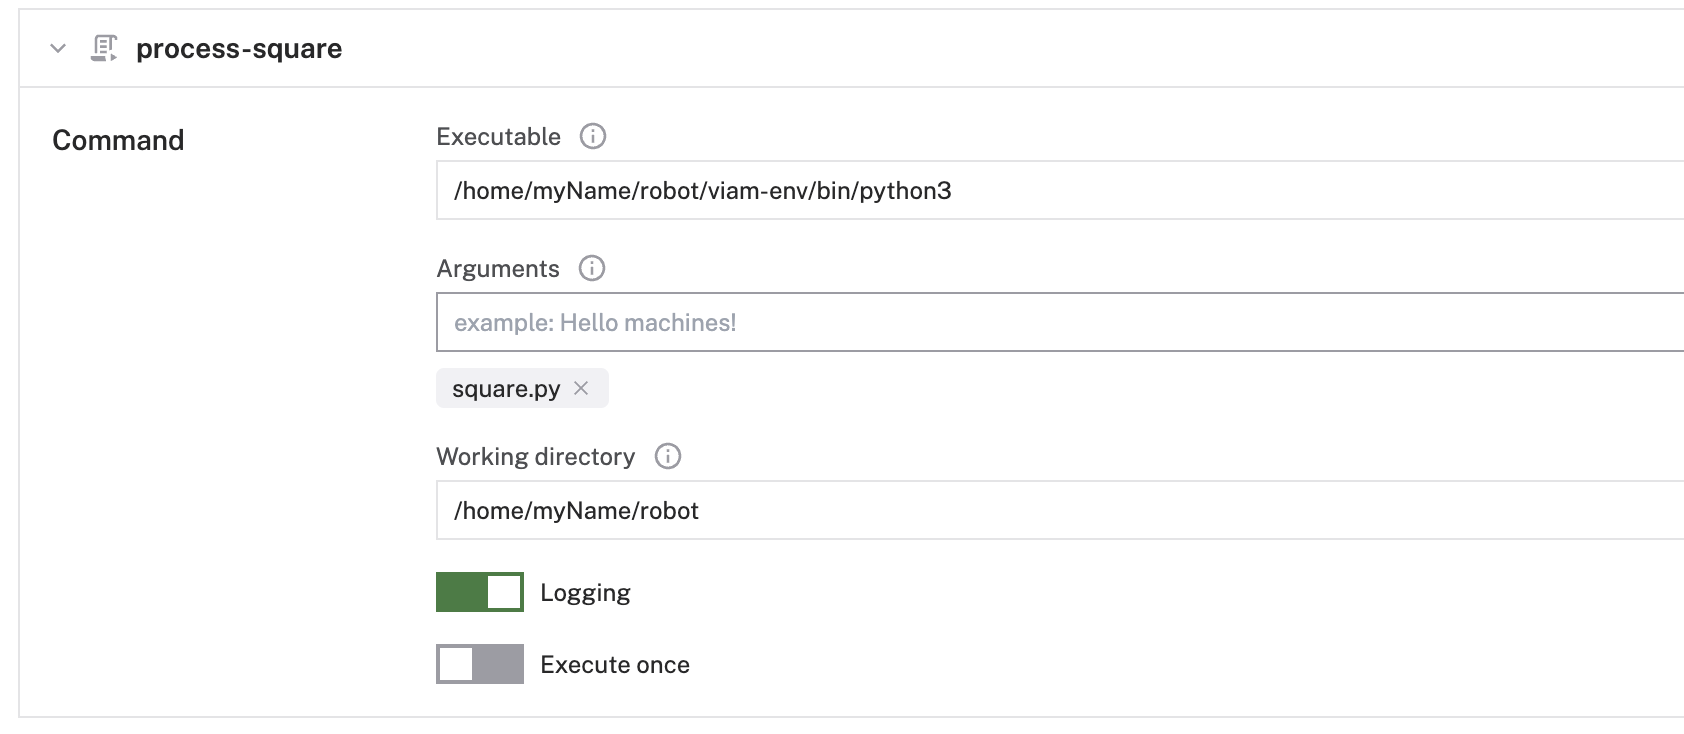 process-square
Command
Executable
/home/myName/robot/viam-env/bin/python3
Arguments
example: Hello machines!
square.py
Working directory
/home/myName/robot
Logging
Execute once